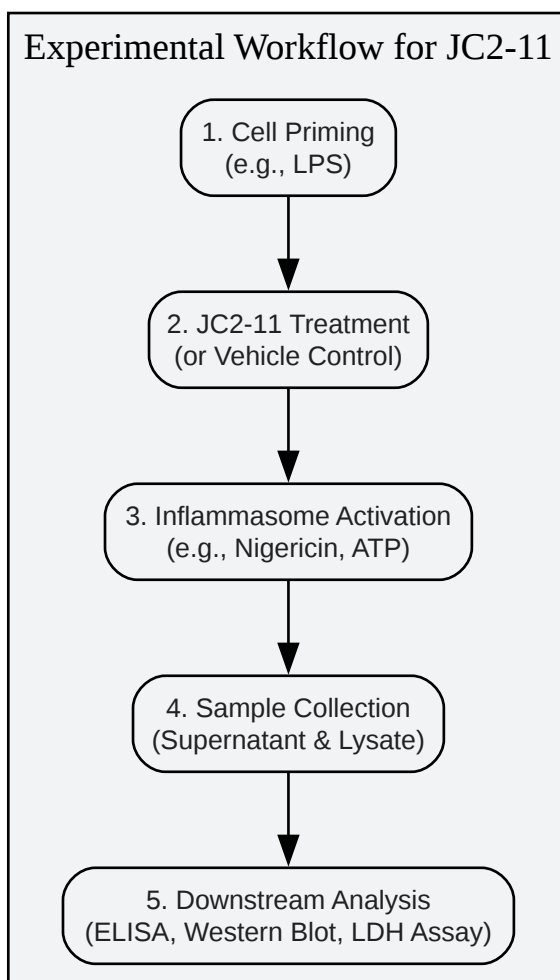 Experimental Workflow for JC2-11
1. Cell Priming
(e.g., LPS)
2. JC2-11 Treatment
(or Vehicle Control)
3. Inflammasome Activation
(e.g., Nigericin, ATP)
4. Sample Collection
(Supernatant & Lysate)
5. Downstream Analysis
(ELISA, Western Blot, LDH Assay)